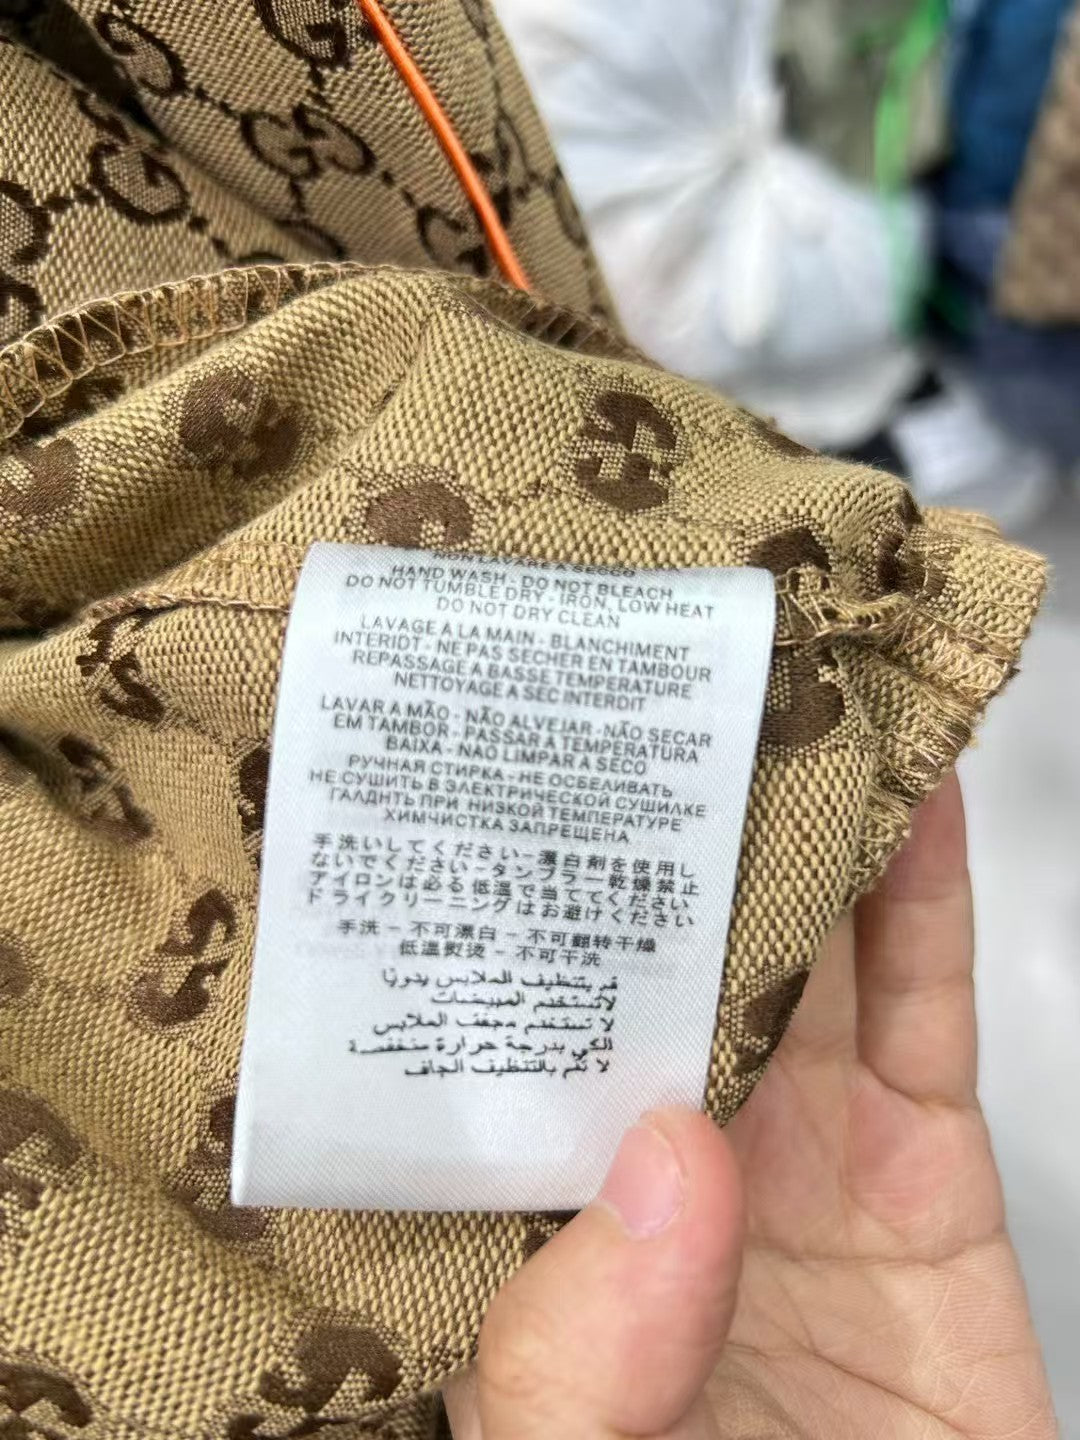 NON LAVARE A SECCO
HAND WASH - DO NOT BLEACH
DO NOT TUMBLE DRY - IRON, LOW HEAT
DO NOT DRY CLEAN
LAVAGE A LA MAIN - BLANCHIMENT
INTERIDT - NE PAS SECHER EN TAMBOUR
REPASSAGE A BASSE TEMPERATURE
NETTOYAGE A SEC INTERDIT
LAVAR A MÃO - NÃO ALVEJAR - NÃO SECAR
EM TAMBOR - PASSAR À TEMPERATURA
BAIXA - NAO LIMPAR A SECO
РУЧНАЯ СТИРКА - НЕ ОСБЕЛИВАТЬ
НЕ СУШИТЬ В ЭЛЕКТРИЧЕСКОЙ СУШИЛКЕ
ГАЛДНТЬ ПРИ НИЗКОЙ ТЕМПЕРАТУРЕ
ХИМЧИСТКА ЗАПРЕЩЕНА
手洗いしてください-漂白剤を使用し
ないでください-タンブラー乾燥禁止
アイロンは必る低温で当ててください
ドライクリーニングはお避けください
手洗 - 不可漂白 - 不可翻转干燥
低温熨烫 - 不可干洗
قم بتنظيف الملابس يدويًا
لاتستخدم المبيضات
لا تستخدم مجفف الملابس
الكي بدرجة حرارة منخفضة
لا تقم بالتنظيف الجاف